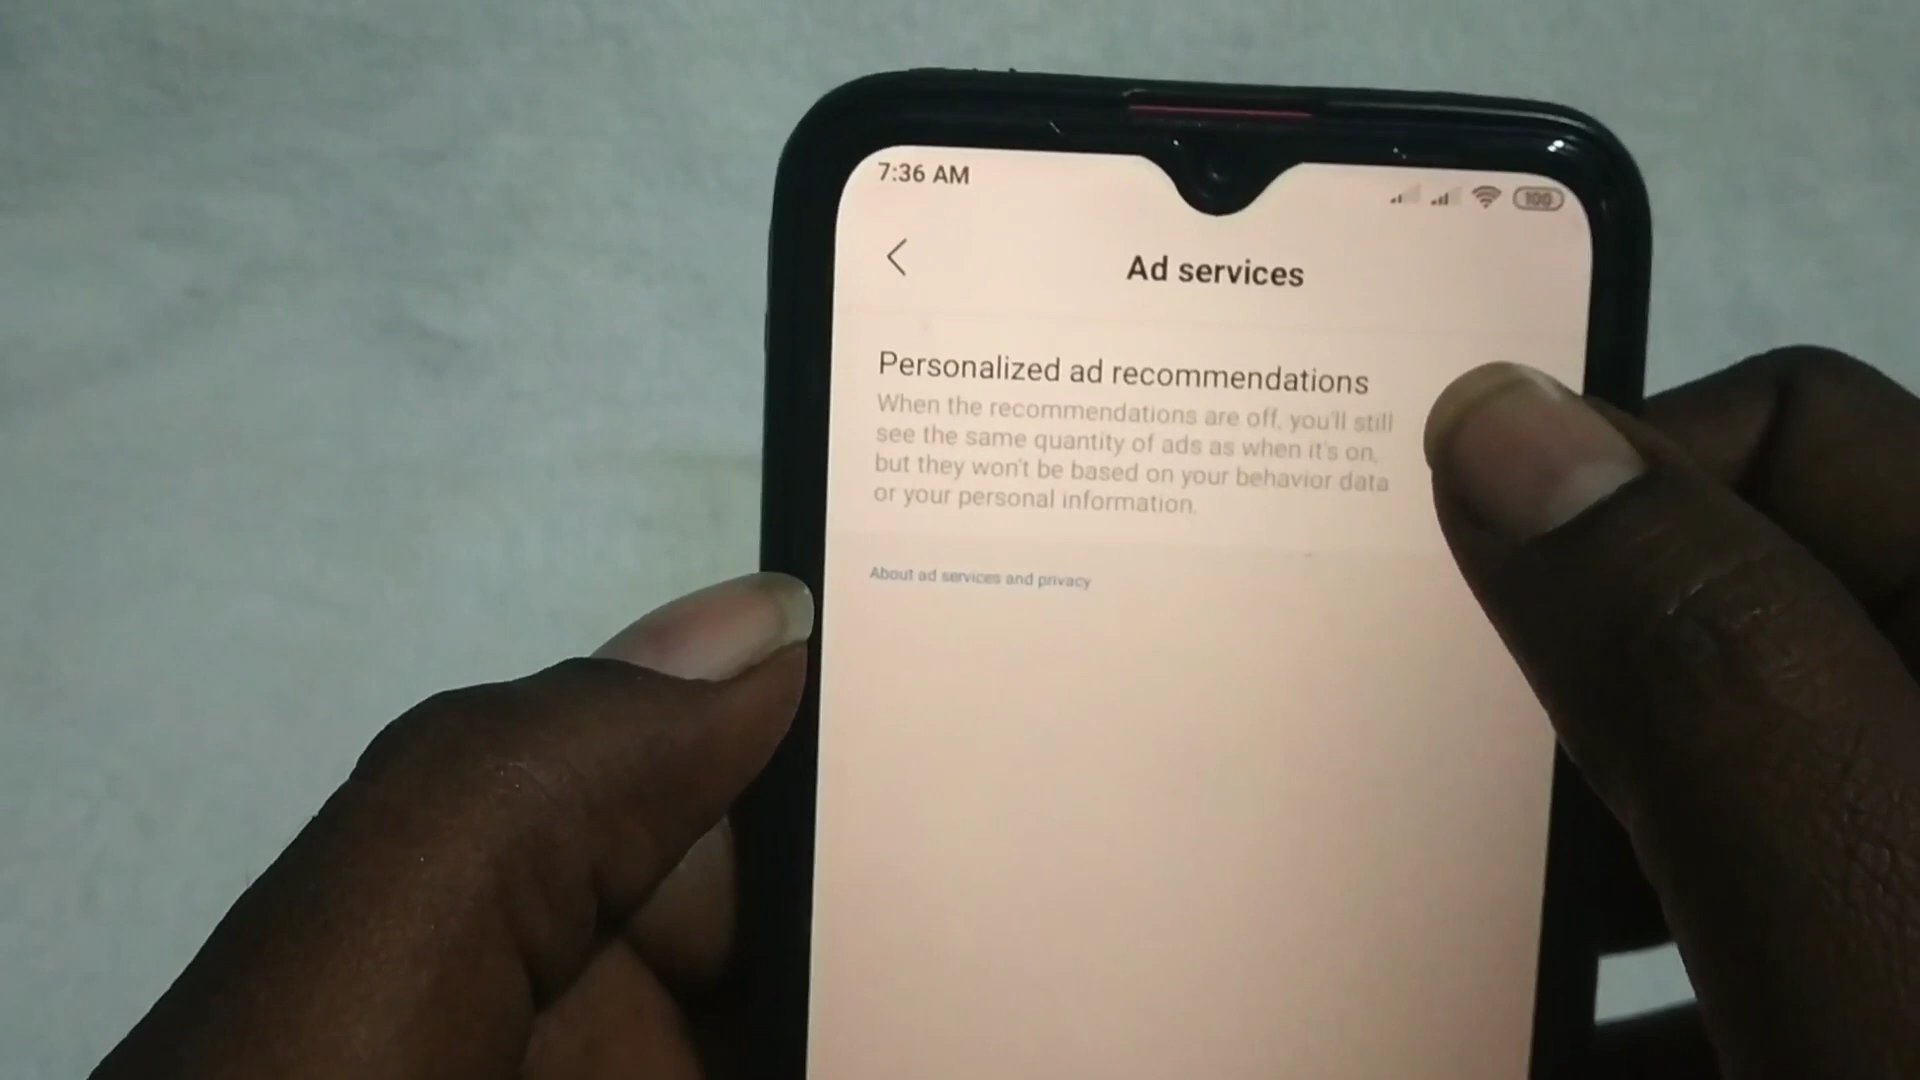 7:36 AM
100
Ad services
Personalized ad recommendations
When the recommendations are off, you'll still
see the same quantity of ads as when it's on,
but they won't be based on your behavior data
or your personal information.
About ad services and privacy